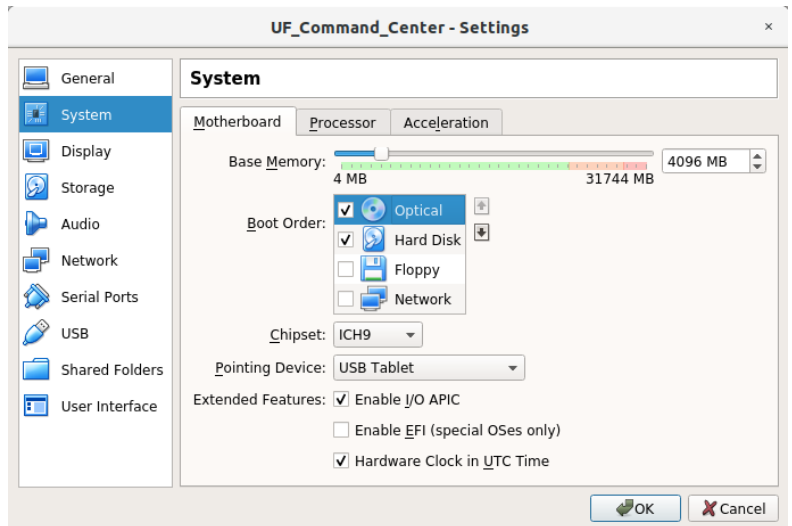 UF_Command_Center - Settings
General
System
Display
Storage
Audio
Network
Serial Ports
USB
Shared Folders
User Interface
System
Motherboard Processor Acceleration
Base Memory: 4096 MB
4 MB 31744 MB
Boot Order:
Optical
Hard Disk
Floppy
Network
Chipset: ICH9
Pointing Device: USB Tablet
Extended Features: Enable I/O APIC
Enable EFI (special OSes only)
Hardware Clock in UTC Time
OK Cancel